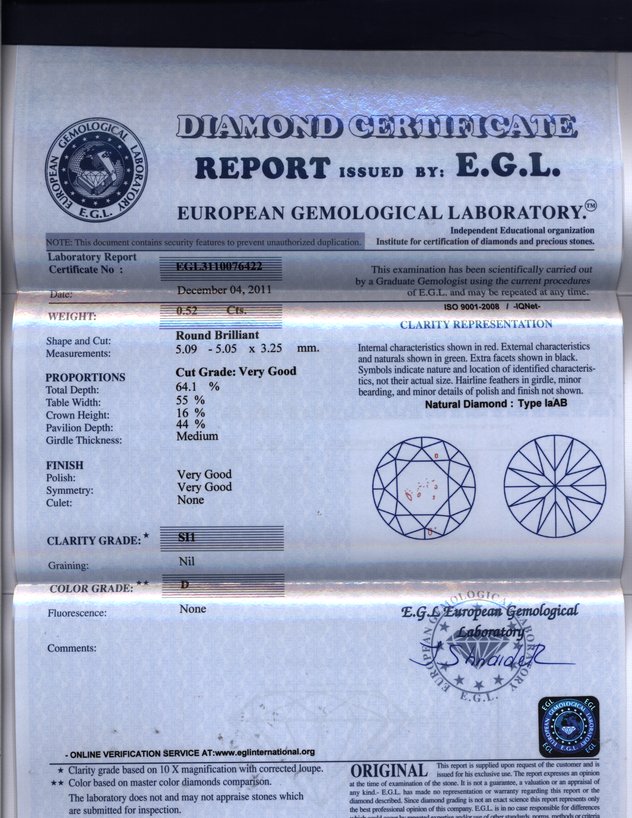 EUROPEAN GEMOLOGICAL LABORATORY
E.G.L.
DIAMOND CERTIFICATE
REPORT ISSUED BY: E.G.L.
EUROPEAN GEMOLOGICAL LABORATORY.™
Independent Educational organization
Institute for certification of diamonds and precious stones.
NOTE: This document contains security features to prevent unauthorized duplication.
Laboratory Report
Certificate No : EGL3110076422
Date: December 04, 2011
WEIGHT: 0.52 Cts.
Shape and Cut: Round Brilliant
Measurements: 5.09 - 5.05 x 3.25 mm.
PROPORTIONS Cut Grade: Very Good
Total Depth: 64.1 %
Table Width: 55 %
Crown Height: 16 %
Pavilion Depth: 44 %
Girdle Thickness: Medium
FINISH
Polish: Very Good
Symmetry: Very Good
Culet: None
CLARITY GRADE:★ SI1
Graining: Nil
COLOR GRADE:★★ D
Fluorescence: None
Comments:
This examination has been scientifically carried out
by a Graduate Gemologist using the current procedures
of E.G.L. and may be repeated at any time.
ISO 9001-2008 / -IQNet-
CLARITY REPRESENTATION
Internal characteristics shown in red. External characteristics
and naturals shown in green. Extra facets shown in black.
Symbols indicate nature and location of identified characteris-
tics, not their actual size. Hairline feathers in girdle, minor
bearding, and minor details of polish and finish not shown.
Natural Diamond : Type IaAB
E.G.L European Gemological
Laboratory
EUROPEAN GEMOLOGICAL LABORATORY
E.G.L.
EGL EGL
EUROPEAN GEMOLOGICAL LABORATORY
EGL EGL
- ONLINE VERIFICATION SERVICE AT:www.eglinternational.org
★ Clarity grade based on 10 X magnification with corrected loupe.
★★ Color based on master color diamonds comparison.
The laboratory does not and may not appraise stones which
are submitted for inspection.
ORIGINAL This report is supplied upon request of the customer and is
issued for his exclusive use. The report expresses an opinion
at the time of examination of the stone. It is not a guarantee, a valuation or an appraisal of
any kind.- E.G.L. has made no representation or warranty regarding this report or the
diamond described. Since diamond grading is not an exact science this report represents only
the best professional opinion of this company. E.G.L. is in no case responsible for differences